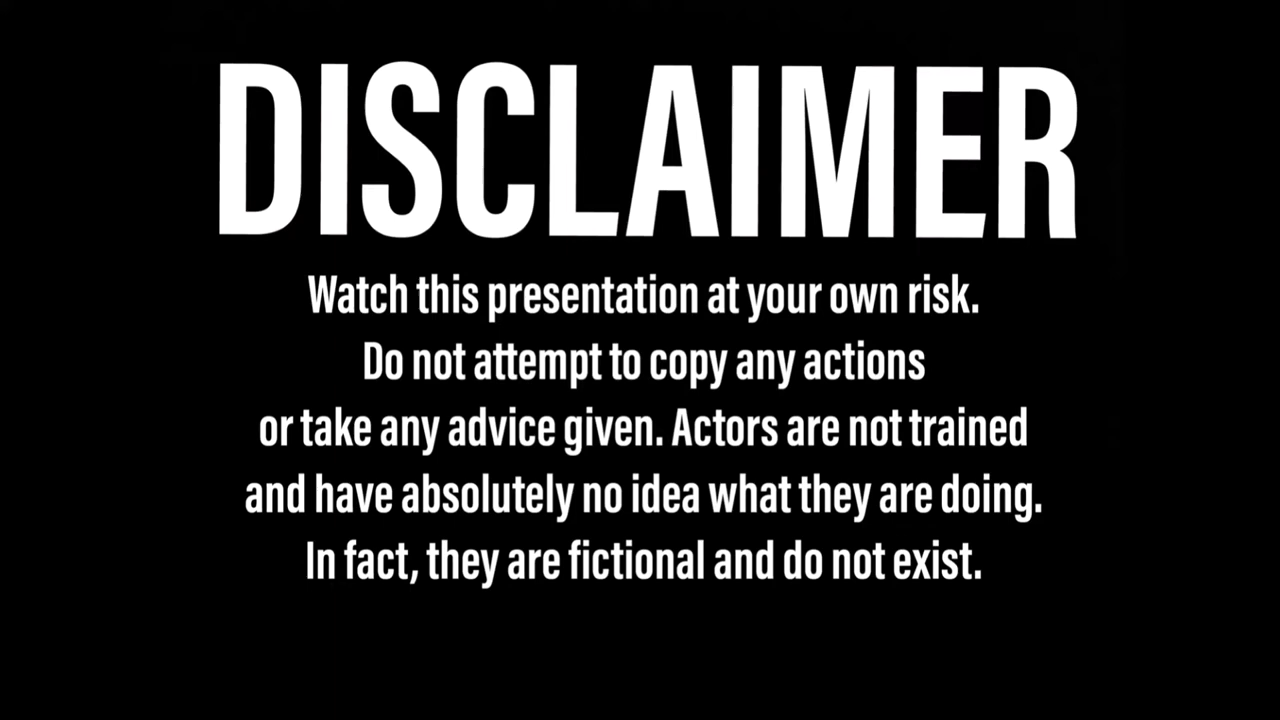 DISCLAIMER
Watch this presentation at your own risk.
Do not attempt to copy any actions
or take any advice given. Actors are not trained
and have absolutely no idea what they are doing.
In fact, they are fictional and do not exist.